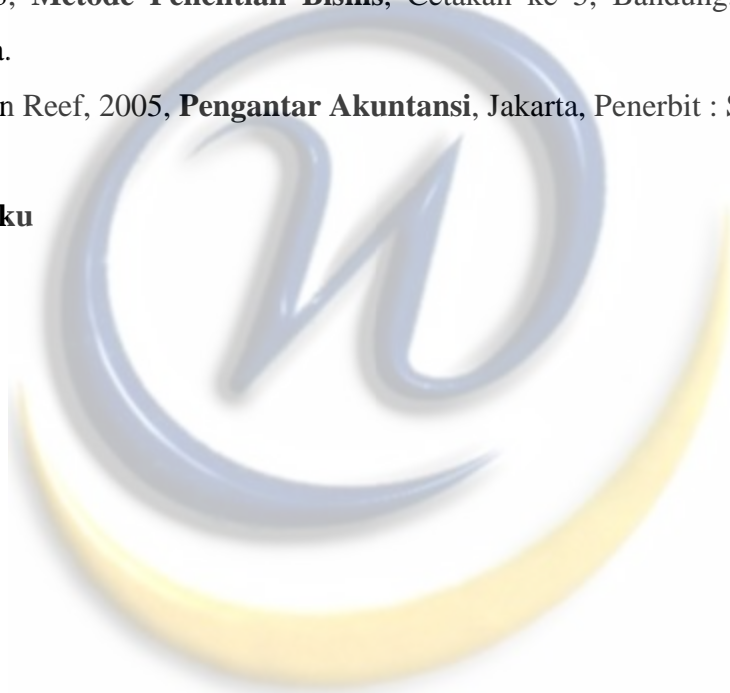 Metode Penelitian Bisnis, Cetakan ke 5, Bandung
a.
n Reef, 2005, Pengantar Akuntansi, Jakarta, Penerbit : S
ku